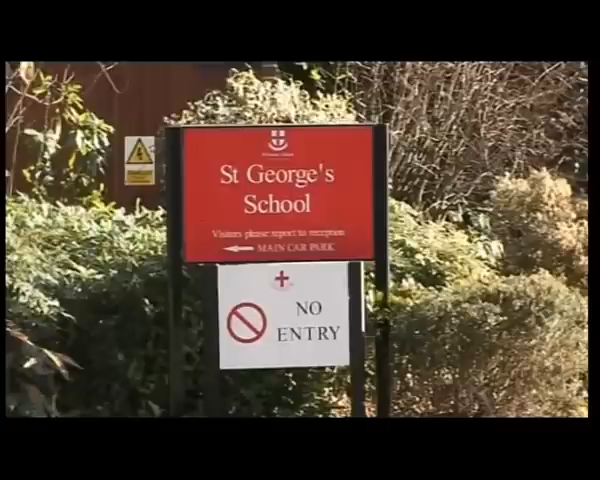 St George's
School
Visitors please report to reception
MAIN CAR PARK
NO
ENTRY